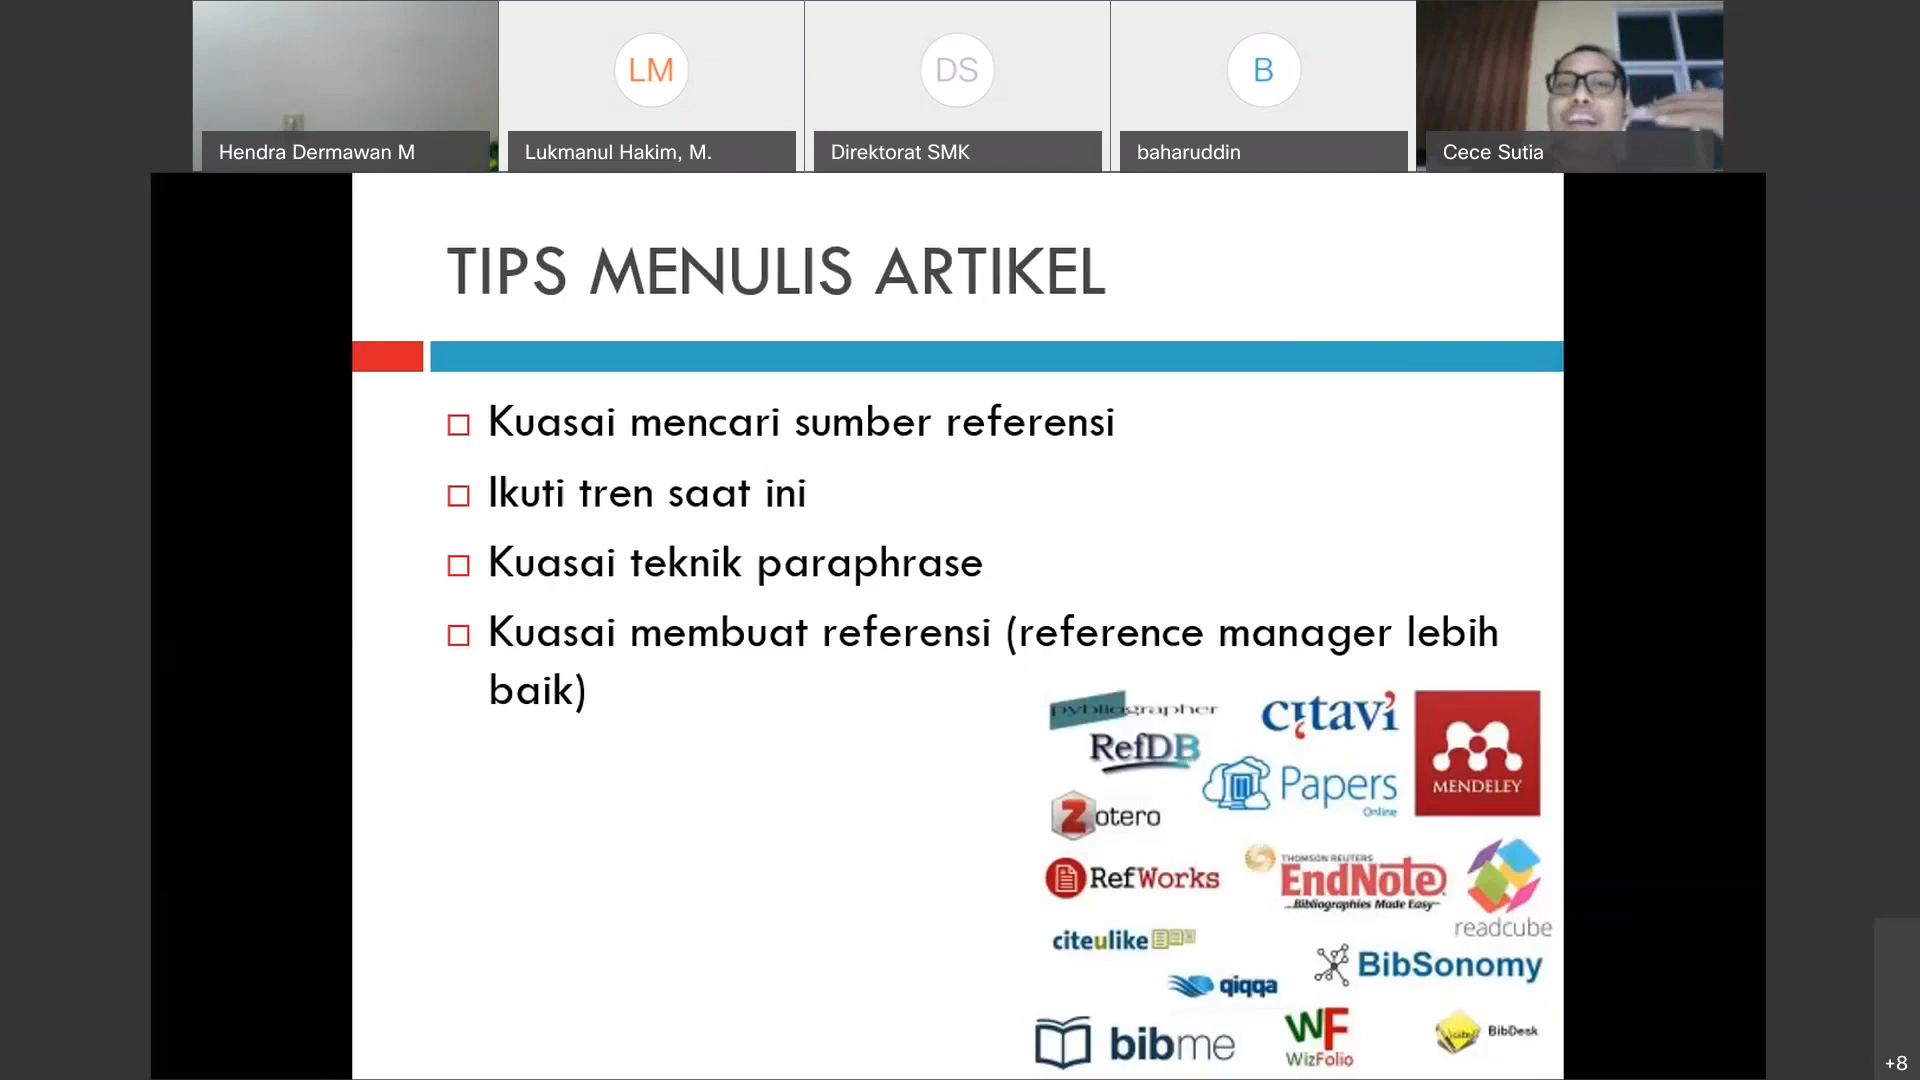 LM
DS
B
Hendra Dermawan M
Lukmanul Hakim, M.
Direktorat SMK
baharuddin
Cece Sutia
TIPS MENULIS ARTIKEL
Kuasai mencari sumber referensi
Ikuti tren saat ini
Kuasai teknik paraphrase
Kuasai membuat referensi (reference manager lebih
baik)
pybliographer
citavi
MENDELEY
RefDB
Papers
Online
Zotero
RefWorks
THOMSON REUTERS
EndNote
...Bibliographies Made Easy
readcube
citeulike
BibSonomy
qiqqa
bibme
WF
WizFolio
BibDesk
+8